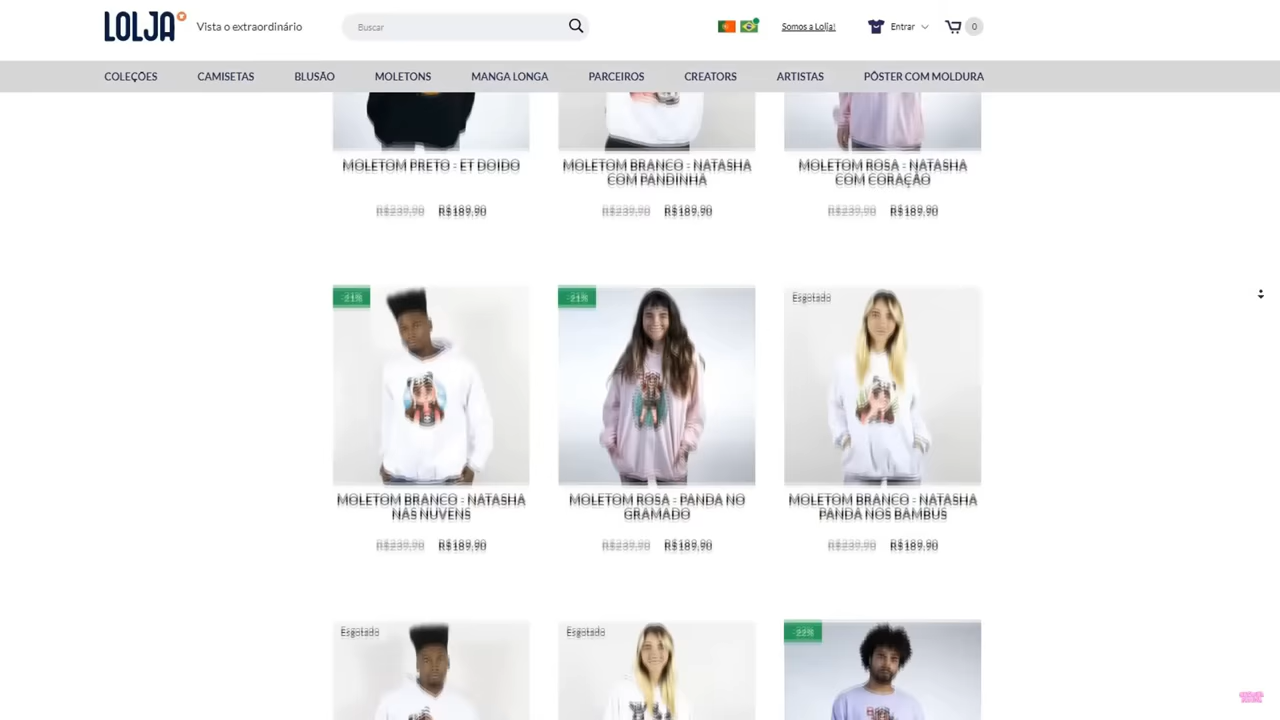 LOLJA
Vista o extraordinário
Buscar
Somos a Lolja!
Entrar
0
COLEÇÕES
CAMISETAS
BLUSÃO
MOLETONS
MANGA LONGA
PARCEIROS
CREATORS
ARTISTAS
PÔSTER COM MOLDURA
MOLETOM PRETO - ET DOIDO
R$239,90 R$189,90
MOLETOM BRANCO - NATASHA
COM PANDINHA
R$239,90 R$189,90
MOLETOM ROSA - NATASHA
COM CORAÇÃO
R$239,90 R$189,90
-21%
MOLETOM BRANCO - NATASHA
NAS NUVENS
R$239,90 R$189,90
-21%
MOLETOM ROSA - PANDA NO
GRAMADO
R$239,90 R$189,90
Esgotado
MOLETOM BRANCO - NATASHA
PANDA NOS BAMBUS
R$239,90 R$189,90
Esgotado
Esgotado
-22%